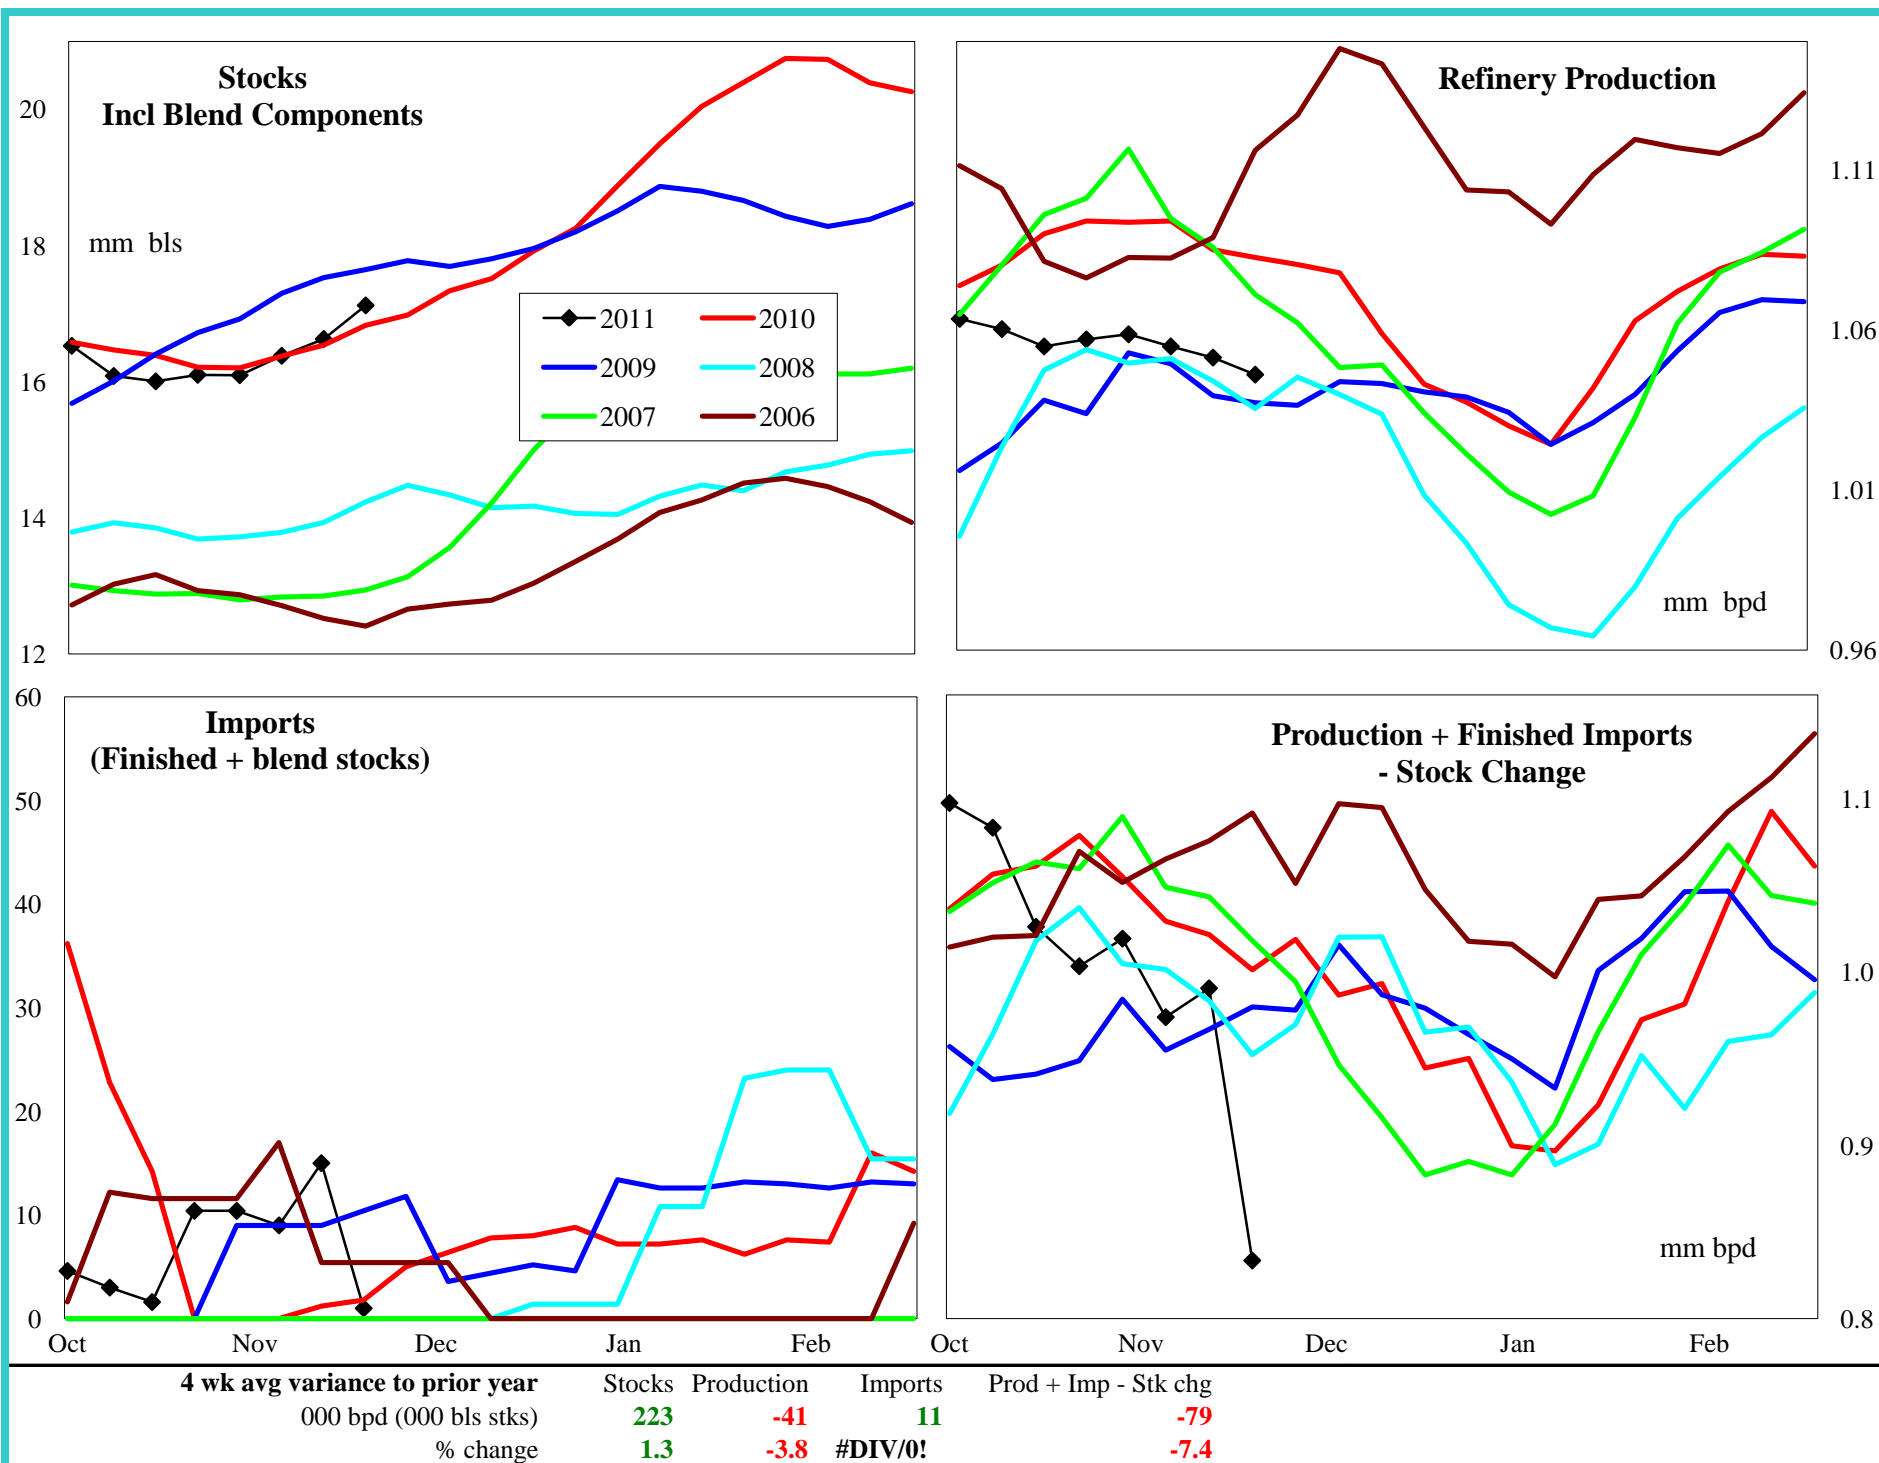 Stocks
Incl Blend Components
mm bls
20
18
16
14
12
2011
2010
2009
2008
2007
2006
Refinery Production
1.11
1.06
1.01
0.96
mm bpd
Imports
(Finished + blend stocks)
60
50
40
30
20
10
0
Oct Nov Dec Jan Feb
Production + Finished Imports
- Stock Change
1.1
1.0
0.9
0.8
mm bpd
Oct Nov Dec Jan Feb
4 wk avg variance to prior year Stocks Production Imports Prod + Imp - Stk chg
000 bpd (000 bls stks) 223 -41 11 -79
% change 1.3 -3.8 #DIV/0! -7.4